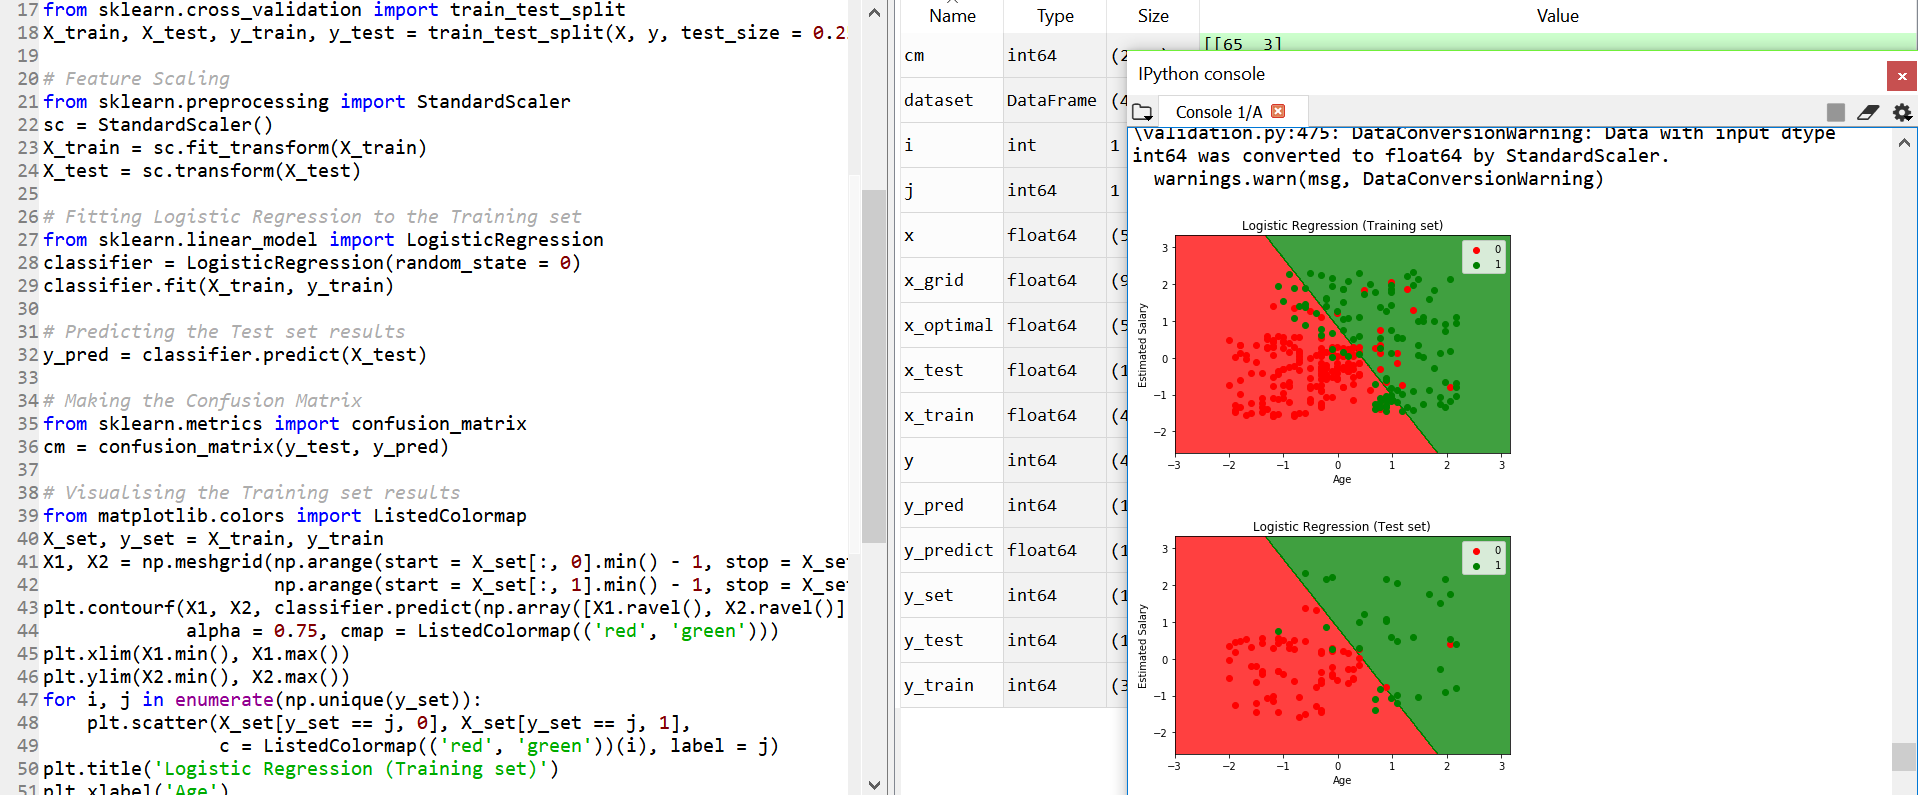 17 from sklearn.cross_validation import train_test_split
18 X_train, X_test, y_train, y_test = train_test_split(X, y, test_size = 0.2
19
20 # Feature Scaling
21 from sklearn.preprocessing import StandardScaler
22 sc = StandardScaler()
23 X_train = sc.fit_transform(X_train)
24 X_test = sc.transform(X_test)
25
26 # Fitting Logistic Regression to the Training set
27 from sklearn.linear_model import LogisticRegression
28 classifier = LogisticRegression(random_state = 0)
29 classifier.fit(X_train, y_train)
30
31 # Predicting the Test set results
32 y_pred = classifier.predict(X_test)
33
34 # Making the Confusion Matrix
35 from sklearn.metrics import confusion_matrix
36 cm = confusion_matrix(y_test, y_pred)
37
38 # Visualising the Training set results
39 from matplotlib.colors import ListedColormap
40 X_set, y_set = X_train, y_train
41 X1, X2 = np.meshgrid(np.arange(start = X_set[:, 0].min() - 1, stop = X_se
42 np.arange(start = X_set[:, 1].min() - 1, stop = X_se
43 plt.contourf(X1, X2, classifier.predict(np.array([X1.ravel(), X2.ravel()]
44 alpha = 0.75, cmap = ListedColormap(('red', 'green')))
45 plt.xlim(X1.min(), X1.max())
46 plt.ylim(X2.min(), X2.max())
47 for i, j in enumerate(np.unique(y_set)):
48 plt.scatter(X_set[y_set == j, 0], X_set[y_set == j, 1],
49 c = ListedColormap(('red', 'green'))(i), label = j)
50 plt.title('Logistic Regression (Training set)')
51 plt.xlabel('Age')
Name Type Size Value
cm int64 (2 [[65 3]
dataset DataFrame (4
i int 1
j int64 1
x float64 (5
x_grid float64 (9
x_optimal float64 (5
x_test float64 (1
x_train float64 (4
y int64 (4
y_pred int64 (1
y_predict float64 (1
y_set int64 (1
y_test int64 (1
y_train int64 (3
IPython console
Console 1/A
\validation.py:475: DataConversionWarning: Data with input dtype
int64 was converted to float64 by StandardScaler.
warnings.warn(msg, DataConversionWarning)
Logistic Regression (Training set)
0
1
3
2
1
0
−1
−2
Estimated Salary
−3 −2 −1 0 1 2 3
Age
Logistic Regression (Test set)
0
1
3
2
1
0
−1
−2
Estimated Salary
−3 −2 −1 0 1 2 3
Age